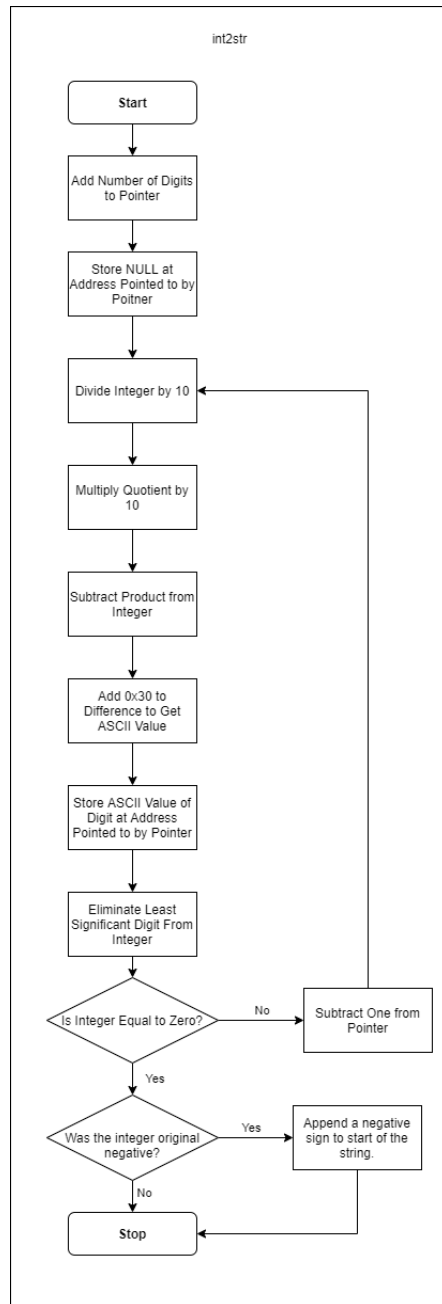 int2str
Start
Add Number of Digits
to Pointer
Store NULL at
Address Pointed to by
Poitner
Divide Integer by 10
Multiply Quotient by
10
Subtract Product from
Integer
Add 0x30 to
Difference to Get
ASCII Value
Store ASCII Value of
Digit at Address
Pointed to by Pointer
Eliminate Least
Significant Digit From
Integer
Is Integer Equal to Zero?
No
Subtract One from
Pointer
Yes
Was the integer original
negative?
Yes
Append a negative
sign to start of the
string.
No
Stop